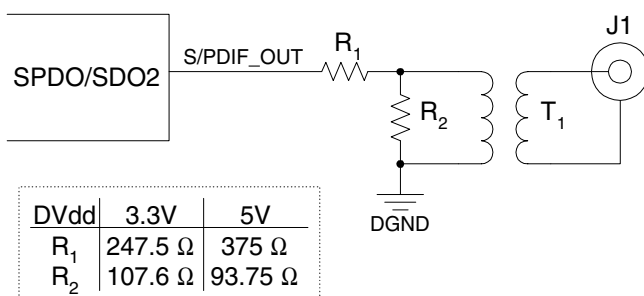 J1
S/PDIF_OUT
R1
SPDO/SDO2
R2
T1
DGND
DVdd 3.3V 5V
R1 247.5 Ω 375 Ω
R2 107.6 Ω 93.75 Ω